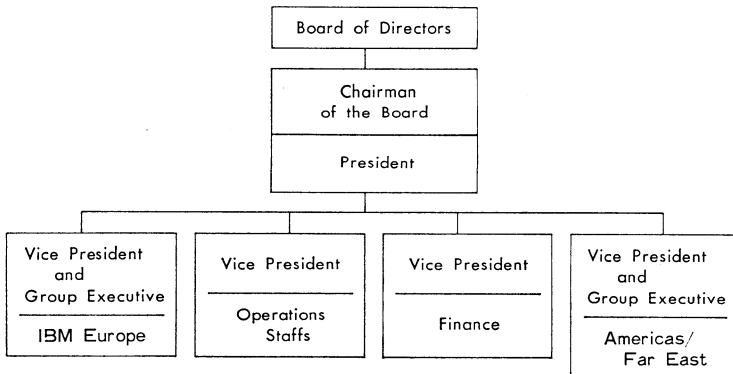 Board of Directors
Chairman
of the Board
President
Vice President
and
Group Executive
IBM Europe
Vice President
Operations
Staffs
Vice President
Finance
Vice President
and
Group Executive
Americas/
Far East